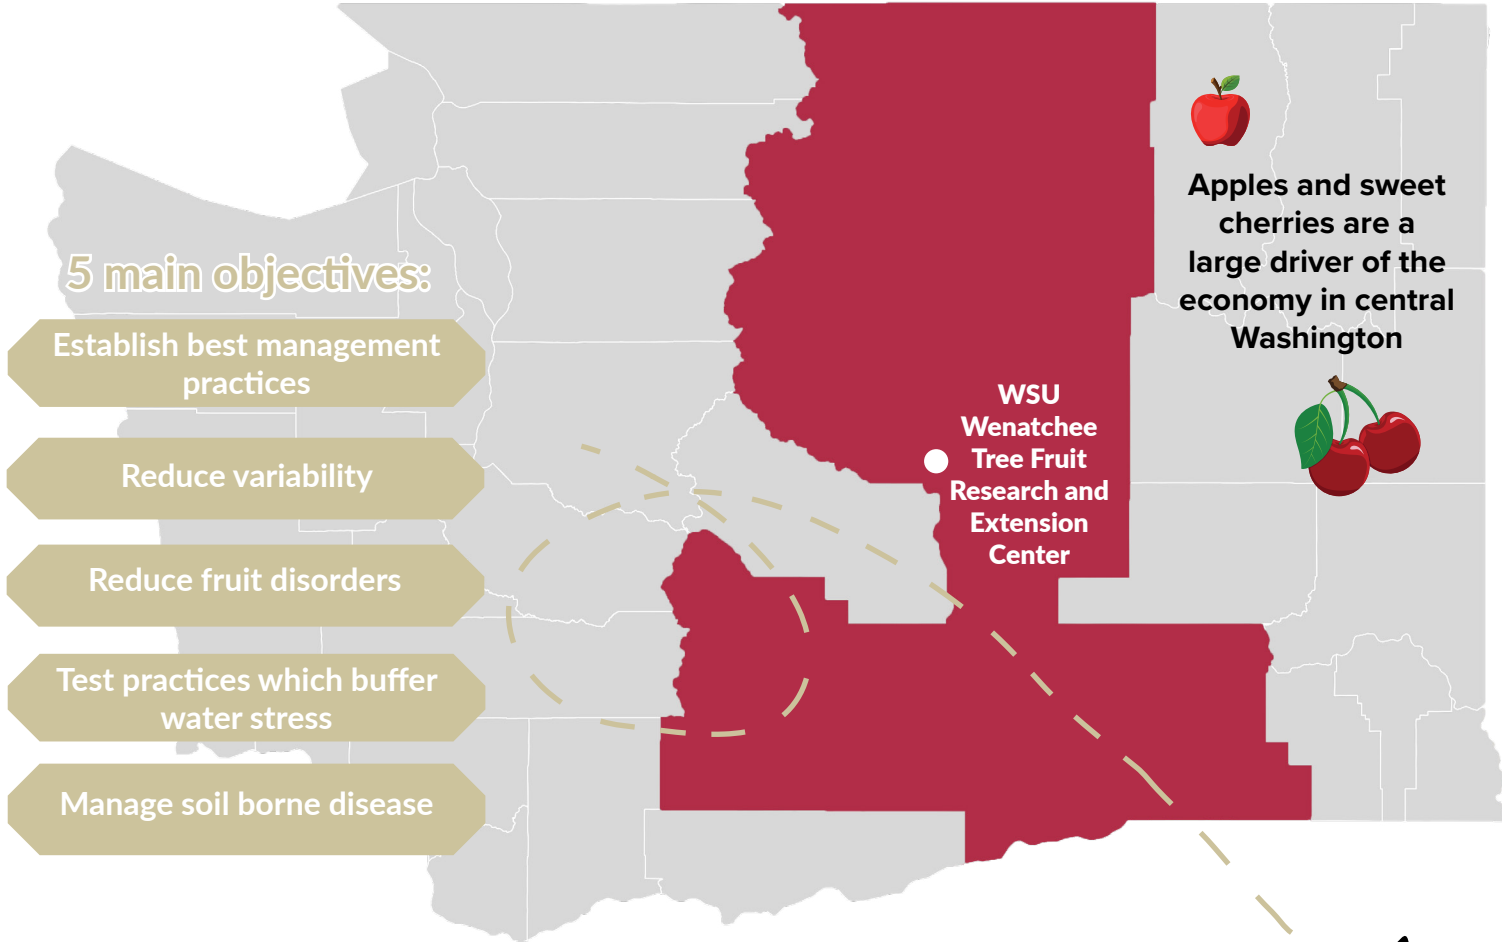 5 main objectives:
Establish best management
practices
Reduce variability
Reduce fruit disorders
Test practices which buffer
water stress
Manage soil borne disease
WSU
Wenatchee
Tree Fruit
Research and
Extension
Center
Apples and sweet
cherries are a
large driver of the
economy in central
Washington